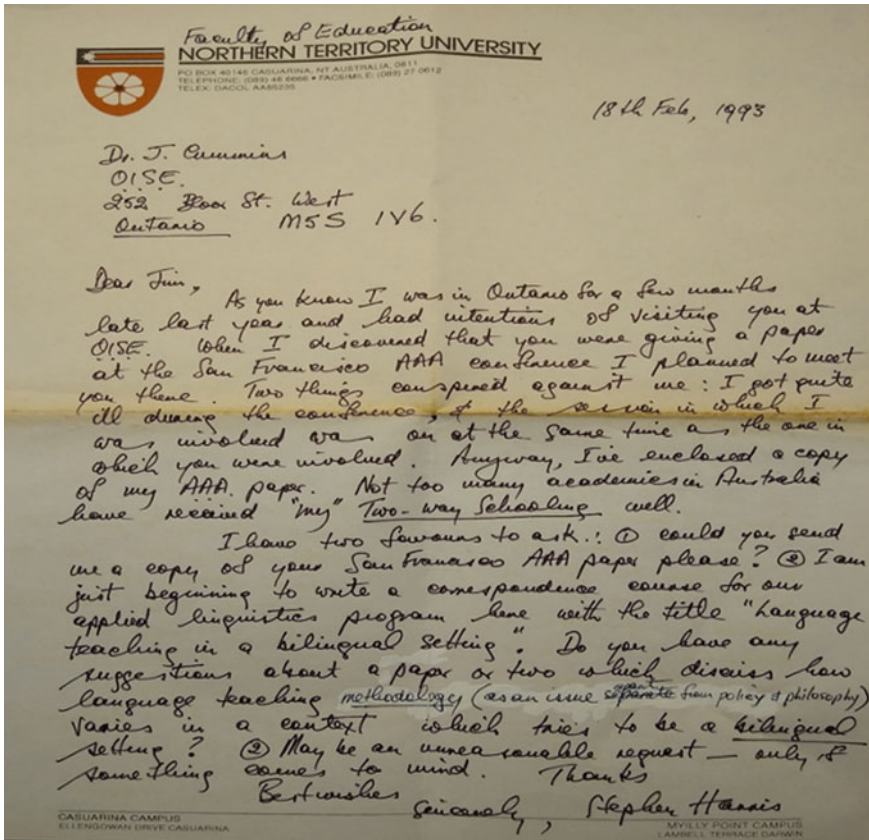 Faculty of Education
NORTHERN TERRITORY UNIVERSITY
PO BOX 40146 CASUARINA, NT AUSTRALIA, 0811
TELEPHONE: (089) 46 6666 • FACSIMILE: (089) 27 0612
TELEX: DACOL AA85235
18th Feb, 1993
Dr. J. Cummins
OISE.
252 Bloor St. West
Ontario M5S 1V6.
Dear Jim,
As you know I was in Ontario for a few months
late last year and had intentions of visiting you at
OISE. When I discovered that you were giving a paper
at the San Francisco AAA conference I planned to meet
you there. Two things conspired against me: I got quite
ill during the conference, & the session in which I
was involved was on at the same time as the one in
which you were involved. Anyway, I've enclosed a copy
of my AAA paper. Not too many academics in Australia
have received "my" Two-way Schooling well.
I have two favours to ask: ① could you send
me a copy of your San Francisco AAA paper please? ② I am
just beginning to write a correspondence course for our
applied linguistics program here with the title "Language
teaching in a bilingual setting". Do you have any
suggestions about a paper or two which discuss how
language teaching methodology (as an issue separate from policy & philosophy)
varies in a context which tries to be a bilingual
setting? ② May be an unreasonable request — only if
something comes to mind. Thanks
Best wishes
Sincerely, Stephen Harris
CASUARINA CAMPUS
ELLENGOWAN DRIVE CASUARINA
MYILLY POINT CAMPUS
LAMBELL TERRACE DARWIN